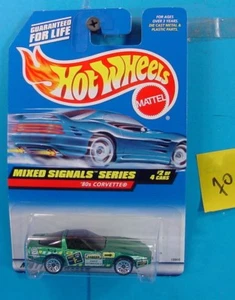 GUARANTEED
FOR LIFE
FOR AGES
OVER 3 YEARS
DIE CAST METAL &
PLASTIC PARTS.
Hot Wheels
MATTEL
MIXED SIGNALS SERIES
#2 OF
4 CARS
'80s CORVETTE®
70